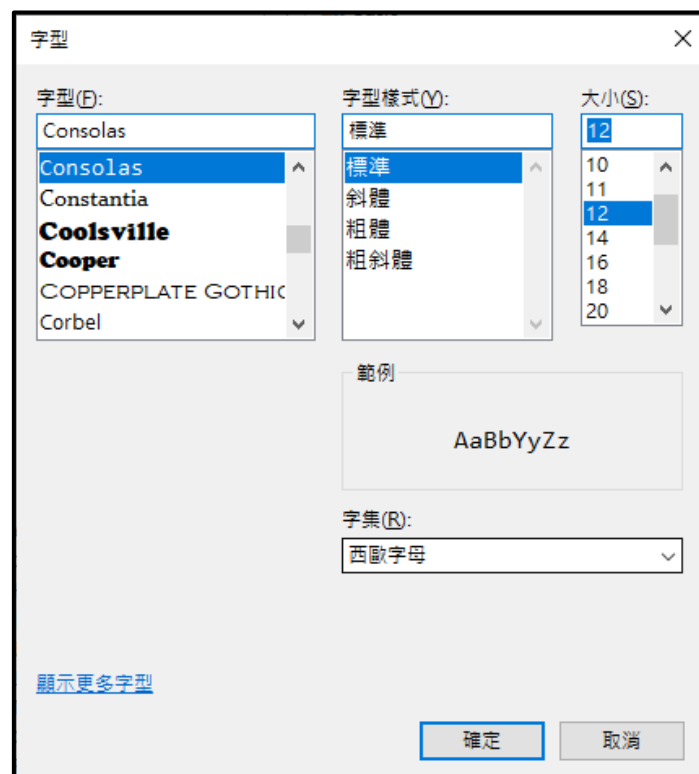 字型
字型(F):
Consolas
Consolas
Constantia
Coolsville
Cooper
COPPERPLATE GOTHIC
Corbel
字型樣式(Y):
標準
標準
斜體
粗體
粗斜體
大小(S):
12
10
11
12
14
16
18
20
範例
AaBbYyZz
字集(R):
西歐字母
顯示更多字型
確定
取消